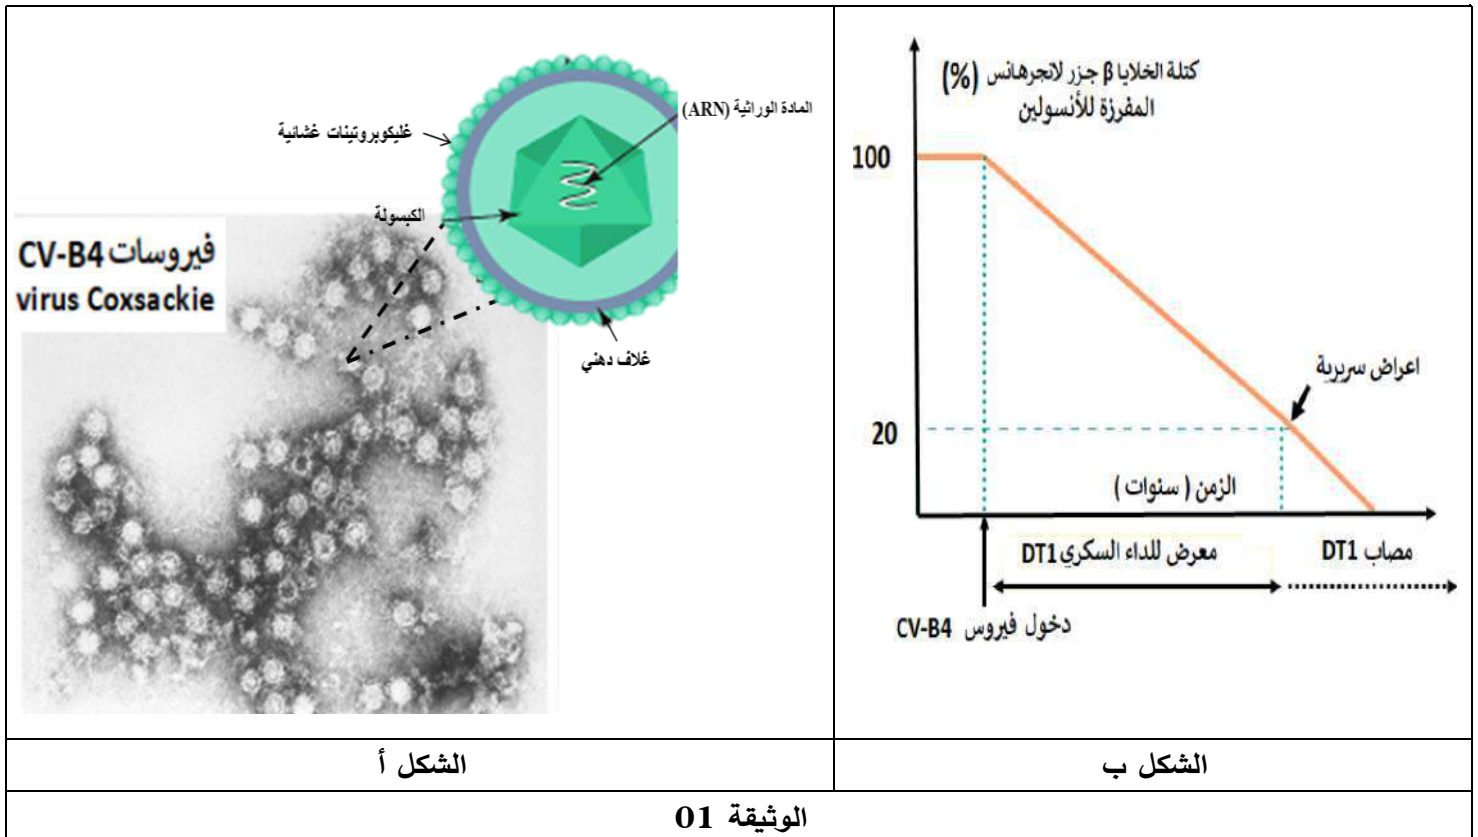 المادة الوراثية (ARN)
غليكوبروتينات غشائية
الكبسولة
فيروسات CV-B4
virus Coxsackie
غلاف دهني
كتلة الخلايا β جزر لانجرهانس (%)
المفرزة للأنسولين
100
اعراض سريرية
20
الزمن ( سنوات )
معرض للداء السكري DT1
مصاب DT1
دخول فيروس CV-B4
الشكل أ
الشكل ب
الوثيقة 01